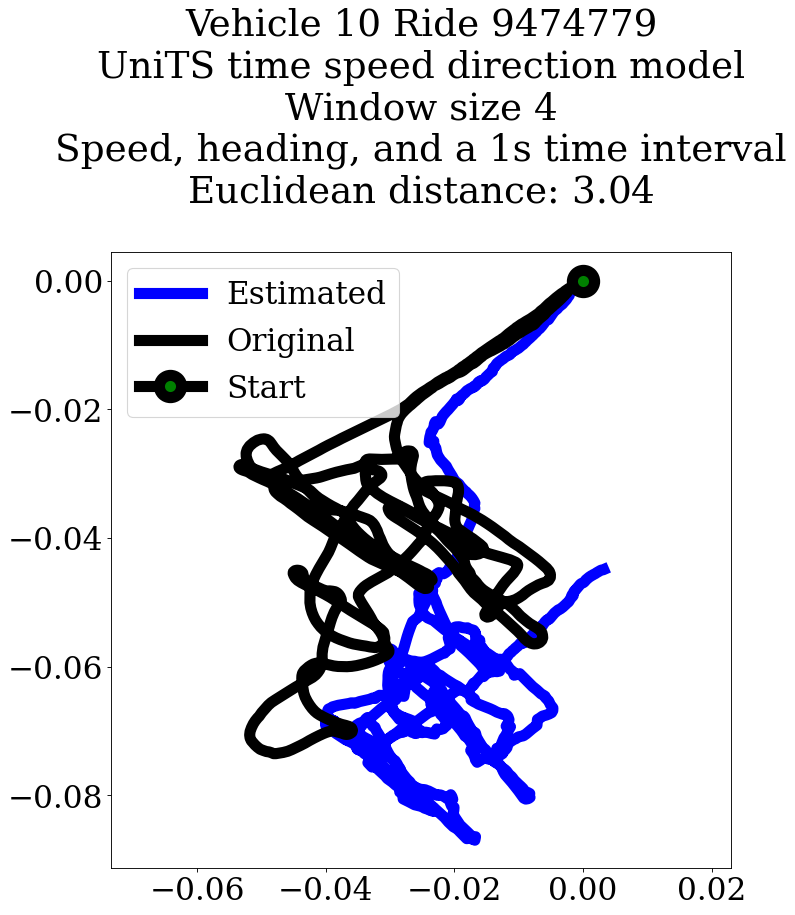 Vehicle 10 Ride 9474779
UniTS time speed direction model
Window size 4
Speed, heading, and a 1s time interval
Euclidean distance: 3.04
Estimated
Original
Start
0.00
−0.02
−0.04
−0.06
−0.08
−0.06
−0.04
−0.02
0.00
0.02